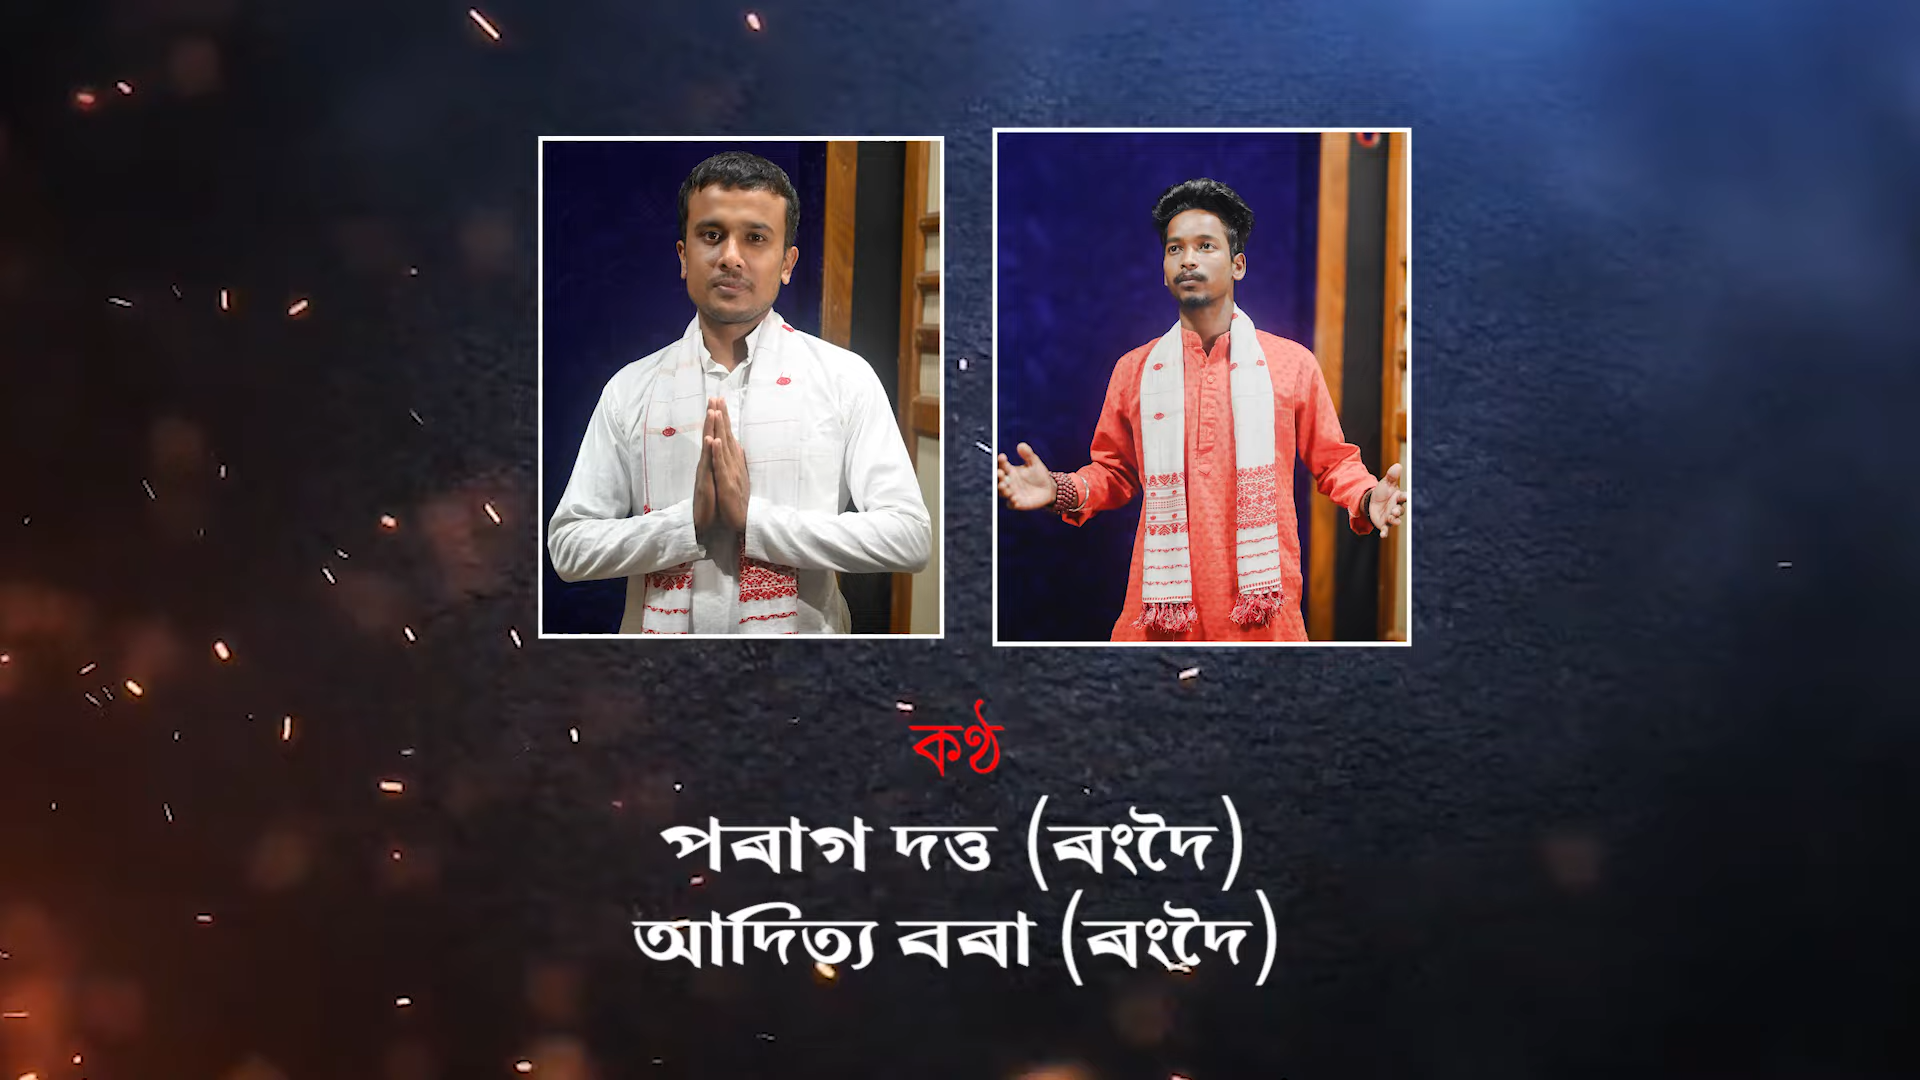 কণ্ঠ
পৰাগ দত্ত (ৰংদৈ)
আদিত্য বৰা (ৰংদৈ)